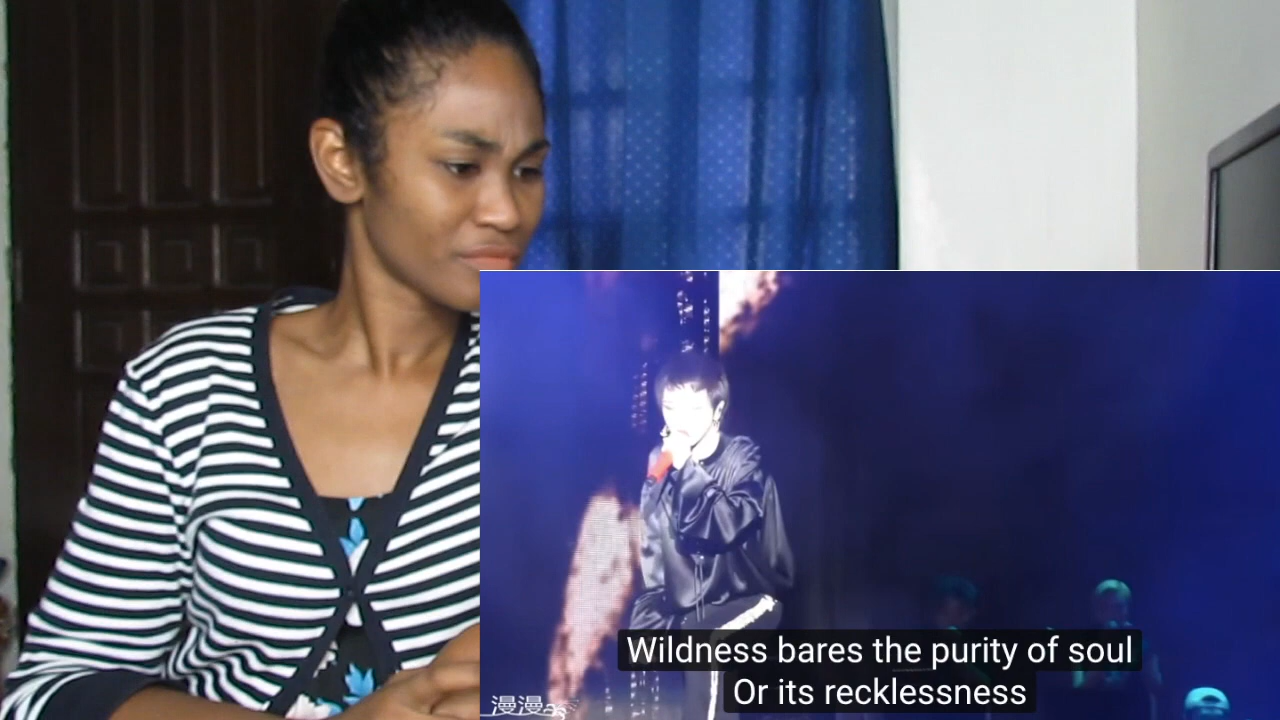 Wildness bares the purity of soul
Or its recklessness
漫漫